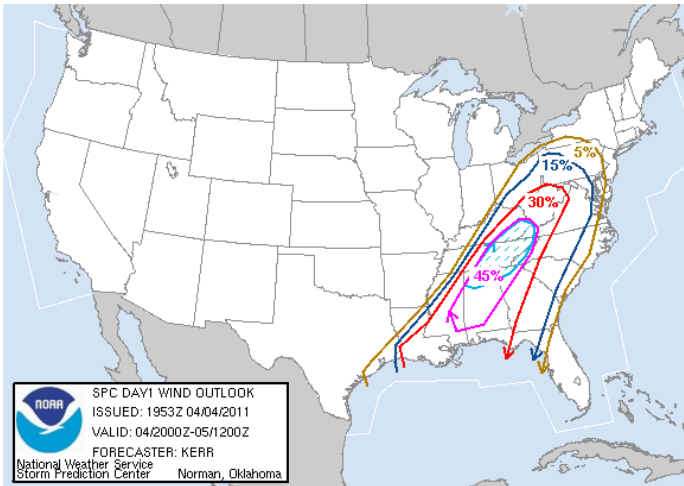 5%
15%
30%
45%
NOAA
SPC DAY1 WIND OUTLOOK
ISSUED: 1953Z 04/04/2011
VALID: 04/2000Z-05/1200Z
FORECASTER: KERR
National Weather Service
Storm Prediction Center Norman, Oklahoma